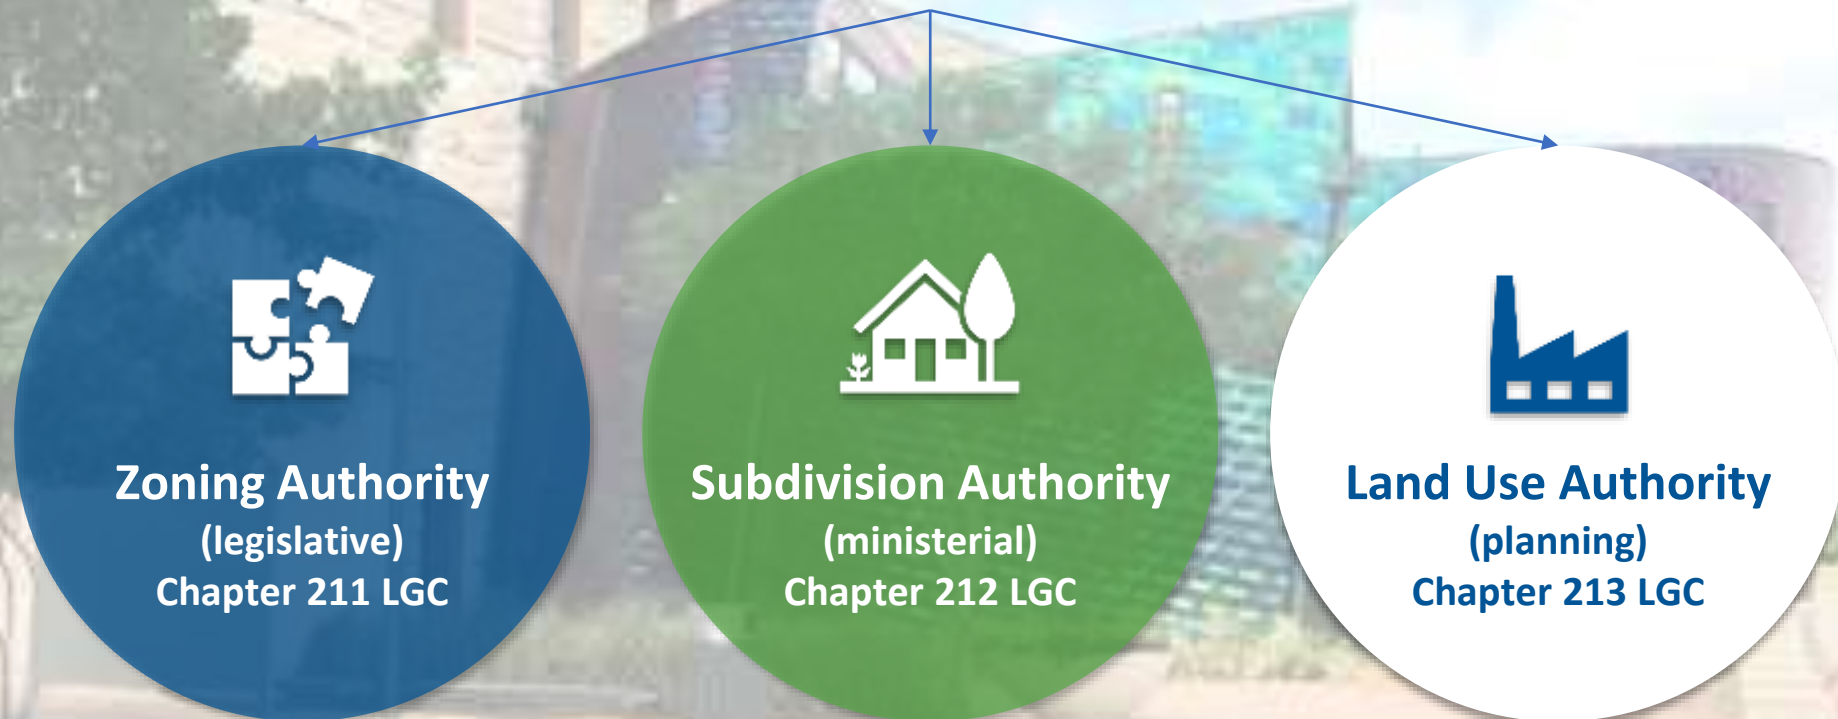 Zoning Authority
(legislative)
Chapter 211 LGC
Subdivision Authority
(ministerial)
Chapter 212 LGC
Land Use Authority
(planning)
Chapter 213 LGC